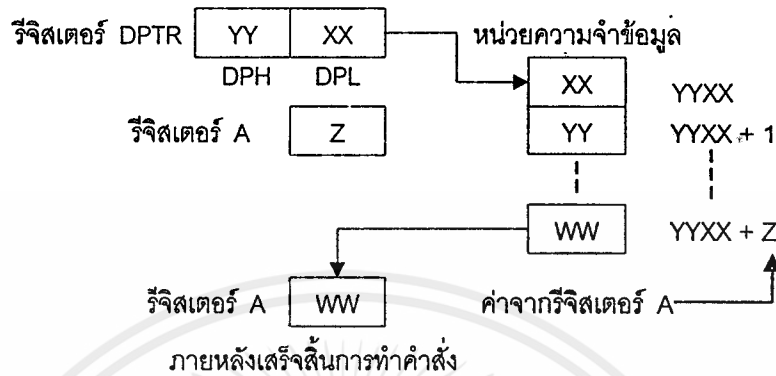 รีจิสเตอร์ DPTR YY XX หน่วยความจำข้อมูล
DPH DPL
XX YYXX
รีจิสเตอร์ A Z YY YYXX + 1
WW YYXX + Z
รีจิสเตอร์ A WW ค่าจากรีจิสเตอร์ A
ภายหลังเสร็จสิ้นการทำคำสั่ง